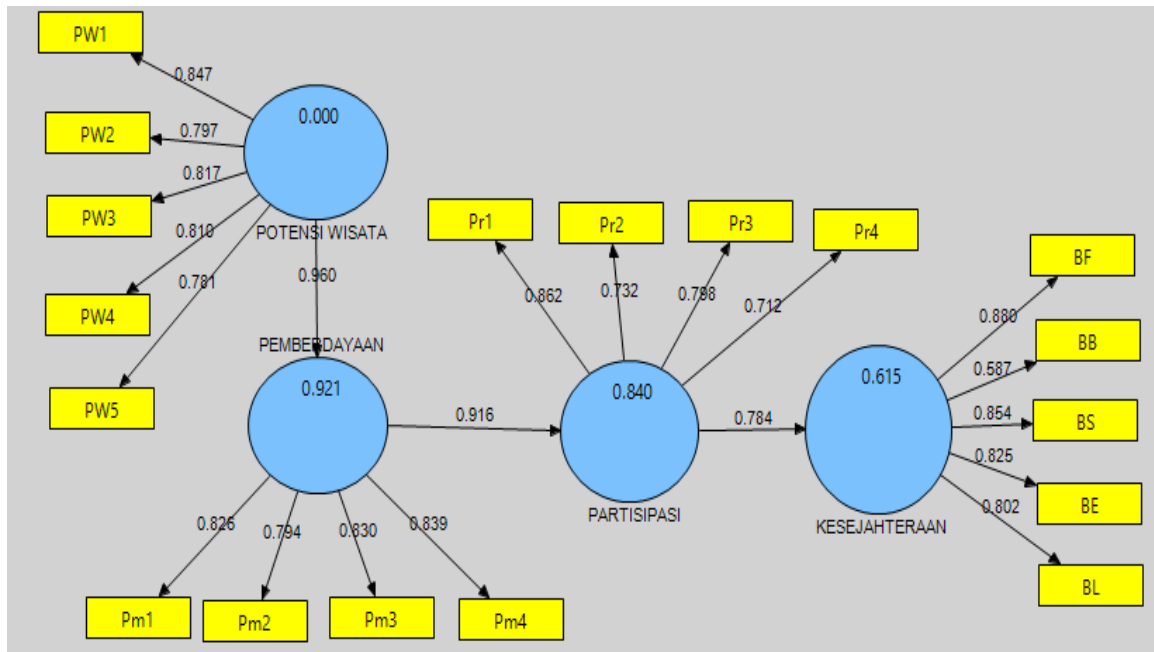 PW1
0.847
0.000
PW2
0.797
PW3
0.817
POTENSI WISATA
0.810
0.781
PW4
PW5
0.960
Pr1
Pr2
Pr3
Pr4
0.862
0.732
0.798
0.712
PEMBERDAYAAN
0.921
0.916
0.840
PARTISIPASI
0.784
0.615
KESEJAHTERAAN
BF
0.880
BB
0.587
BS
0.854
BE
0.825
BL
0.802
0.826
0.794
0.830
0.839
Pm1
Pm2
Pm3
Pm4